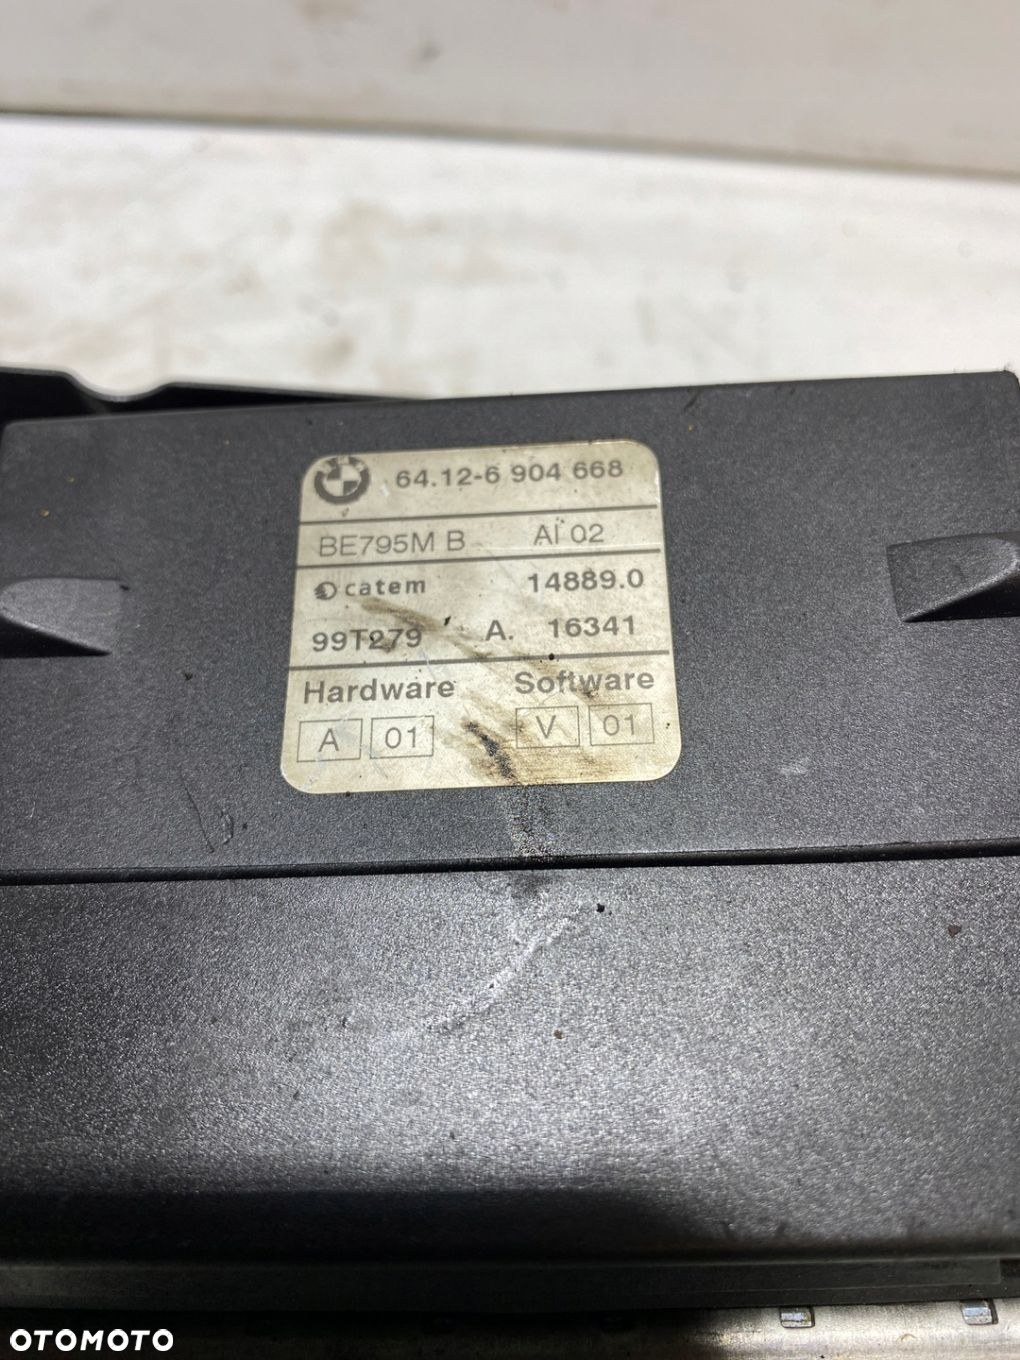 64.12-6 904 668
BE795M B AI 02
catem 14889.0
99T279 A. 16341
Hardware Software
A 01 V 01
OTOMOTO